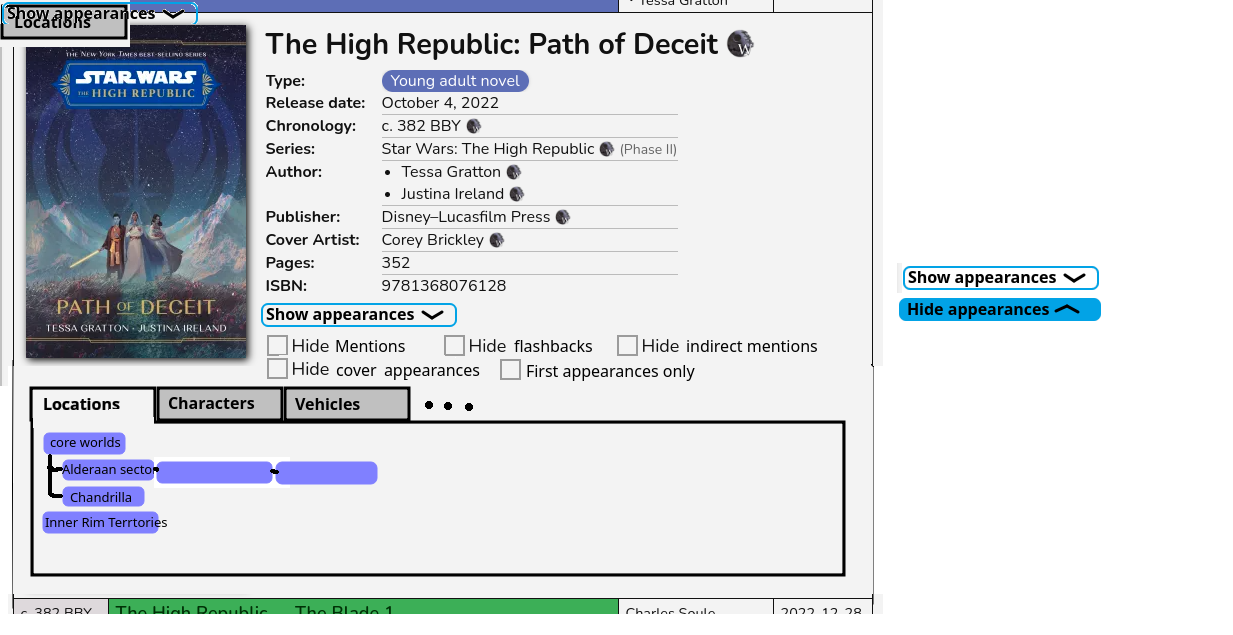 Show appearances
Locations
Tessa Gratton
THE NEW YORK TIMES BEST-SELLING SERIES
STAR WARS
THE HIGH REPUBLIC
PATH OF DECEIT
TESSA GRATTON · JUSTINA IRELAND
The High Republic: Path of Deceit
Type: Young adult novel
Release date: October 4, 2022
Chronology: c. 382 BBY
Series: Star Wars: The High Republic (Phase II)
Author: • Tessa Gratton
• Justina Ireland
Publisher: Disney–Lucasfilm Press
Cover Artist: Corey Brickley
Pages: 352
ISBN: 9781368076128
Show appearances
Hide Mentions Hide flashbacks Hide indirect mentions
Hide cover appearances First appearances only
Show appearances
Hide appearances
Locations Characters Vehicles • • •
core worlds
Alderaan secto
Chandrilla
Inner Rim Terrtories
c. 382 BBY The High Republic — The Blade 1 Charles Soule 2022-12-28